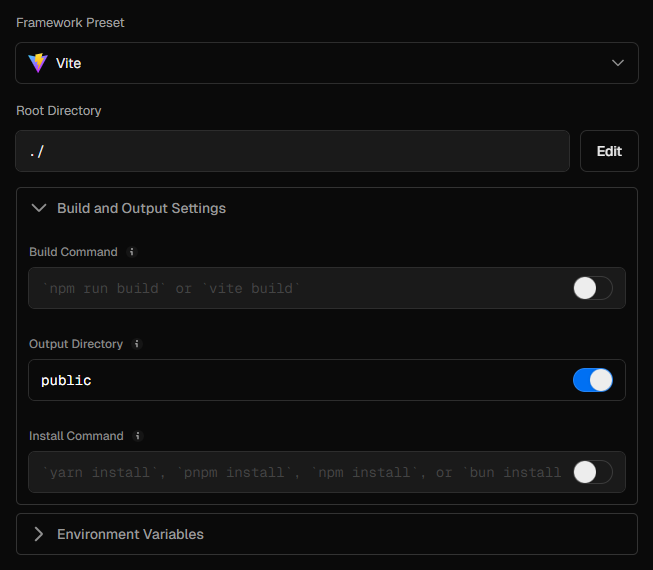 Framework Preset
Vite
Root Directory
./
Edit
Build and Output Settings
Build Command
`npm run build` or `vite build`
Output Directory
public
Install Command
`yarn install`, `pnpm install`, `npm install`, or `bun install
Environment Variables